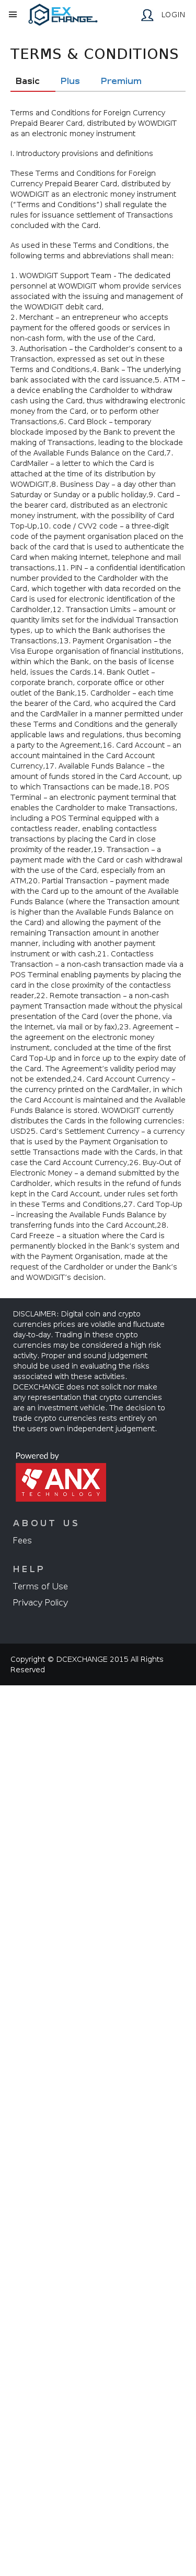 EX
CHANGE.
LOGIN
TERMS & CONDITIONS
Basic Plus Premium
Terms and Conditions for Foreign Currency
Prepaid Bearer Card, distributed by WOWDIGIT
as an electronic money instrument
I. Introductory provisions and definitions
These Terms and Conditions for Foreign
Currency Prepaid Bearer Card, distributed by
WOWDIGIT as an electronic money instrument
("Terms and Conditions") shall regulate the
rules for issuance settlement of Transactions
concluded with the Card.
As used in these Terms and Conditions, the
following terms and abbreviations shall mean:
1. WOWDIGIT Support Team - The dedicated
personnel at WOWDIGIT whom provide services
associated with the issuing and management of
the WOWDIGIT debit card,
2. Merchant – an entrepreneur who accepts
payment for the offered goods or services in
non-cash form, with the use of the Card,
3. Authorisation – the Cardholder's consent to a
Transaction, expressed as set out in these
Terms and Conditions,4. Bank – The underlying
bank associated with the card issuance,5. ATM –
a device enabling the Cardholder to withdraw
cash using the Card, thus withdrawing electronic
money from the Card, or to perform other
Transactions,6. Card Block – temporary
blockade imposed by the Bank to prevent the
making of Transactions, leading to the blockade
of the Available Funds Balance on the Card,7.
CardMailer – a letter to which the Card is
attached at the time of its distribution by
WOWDIGIT,8. Business Day – a day other than
Saturday or Sunday or a public holiday,9. Card –
the bearer card, distributed as an electronic
money instrument, with the possibility of Card
Top-Up,10. code / CVV2 code – a three-digit
code of the payment organisation placed on the
back of the card that is used to authenticate the
Card when making Internet, telephone and mail
transactions,11. PIN – a confidential identification
number provided to the Cardholder with the
Card, which together with data recorded on the
Card is used for electronic identification of the
Cardholder,12. Transaction Limits – amount or
quantity limits set for the individual Transaction
types, up to which the Bank authorises the
Transactions,13. Payment Organisation – the
Visa Europe organisation of financial institutions,
within which the Bank, on the basis of license
held, issues the Cards ,14. Bank Outlet –
corporate branch, corporate office or other
outlet of the Bank,15. Cardholder – each time
the bearer of the Card, who acquired the Card
and the CardMailer in a manner permitted under
these Terms and Conditions and the generally
applicable laws and regulations, thus becoming
a party to the Agreement,16. Card Account – an
account maintained in the Card Account
Currency,17. Available Funds Balance – the
amount of funds stored in the Card Account, up
to which Transactions can be made,18. POS
Terminal – an electronic payment terminal that
enables the Cardholder to make Transactions,
including a POS Terminal equipped with a
contactless reader, enabling contactless
transactions by placing the Card in close
proximity of the reader,19. Transaction – a
payment made with the Card or cash withdrawal
with the use of the Card, especially from an
ATM,20. Partial Transaction – payment made
with the Card up to the amount of the Available
Funds Balance (where the Transaction amount
is higher than the Available Funds Balance on
the Card) and allowing the payment of the
remaining Transaction amount in another
manner, including with another payment
instrument or with cash,21. Contactless
Transaction – a non-cash transaction made via a
POS Terminal enabling payments by placing the
card in the close proximity of the contactless
reader,22. Remote transaction – a non-cash
payment Transaction made without the physical
presentation of the Card (over the phone, via
the Internet, via mail or by fax),23. Agreement –
the agreement on the electronic money
instrument, concluded at the time of the first
Card Top-Up and in force up to the expiry date of
the Card. The Agreement's validity period may
not be extended,24. Card Account Currency –
the currency printed on the CardMailer, in which
the Card Account is maintained and the Available
Funds Balance is stored. WOWDIGIT currently
distributes the Cards in the following currencies:
USD25. Card's Settlement Currency – a currency
that is used by the Payment Organisation to
settle Transactions made with the Cards, in that
case the Card Account Currency,26. Buy-Out of
Electronic Money – a demand submitted by the
Cardholder, which results in the refund of funds
kept in the Card Account, under rules set forth
in these Terms and Conditions,27. Card Top-Up
– increasing the Available Funds Balance by
transferring funds into the Card Account,28.
Card Freeze – a situation where the Card is
permanently blocked in the Bank's system and
with the Payment Organisation, made at the
request of the Cardholder or under the Bank's
and WOWDIGIT's decision.
DISCLAIMER: Digital coin and crypto
currencies prices are volatile and fluctuate
day-to-day. Trading in these crypto
currencies may be considered a high risk
activity. Proper and sound judgement
should be used in evaluating the risks
associated with these activities.
DCEXCHANGE does not solicit nor make
any representation that crypto currencies
are an investment vehicle. The decision to
trade crypto currencies rests entirely on
the users own independent judgement.
Powered by
ANX
TECHNOLOGY
ABOUT US
Fees
HELP
Terms of Use
Privacy Policy
Copyright © DCEXCHANGE 2015 All Rights
Reserved